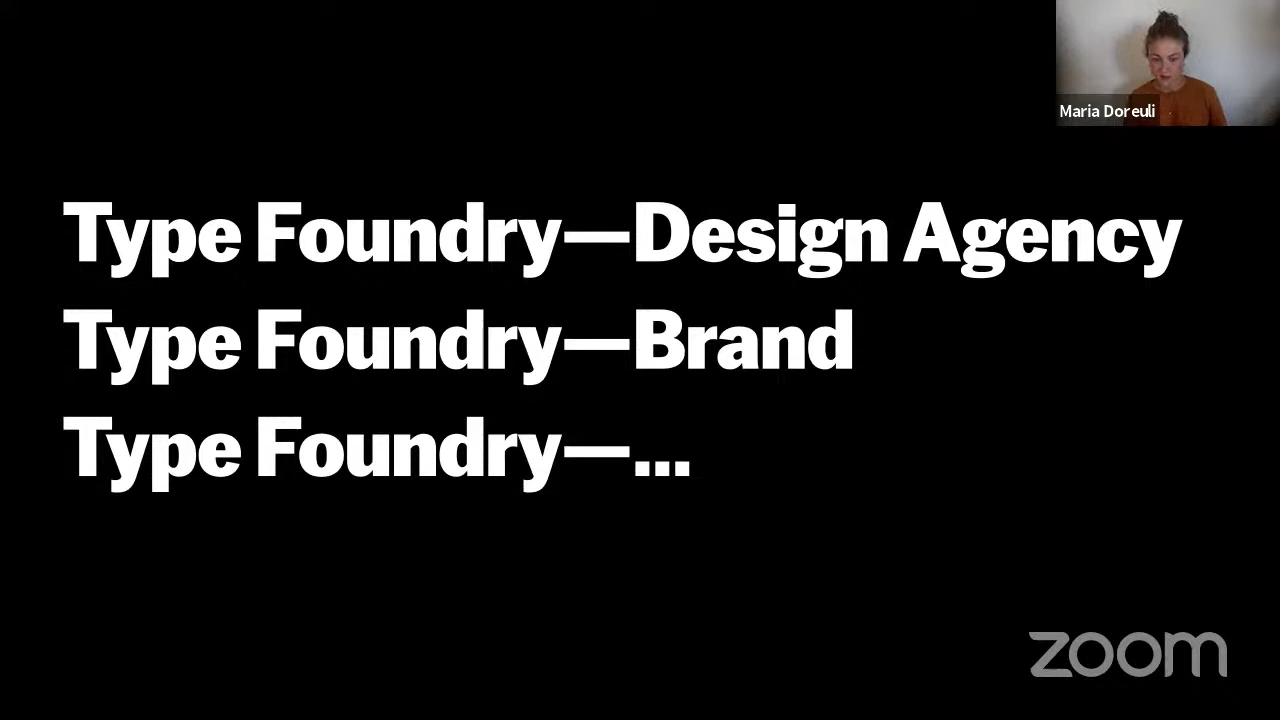 Maria Doreuli
Type Foundry—Design Agency
Type Foundry—Brand
Type Foundry—...
zoom